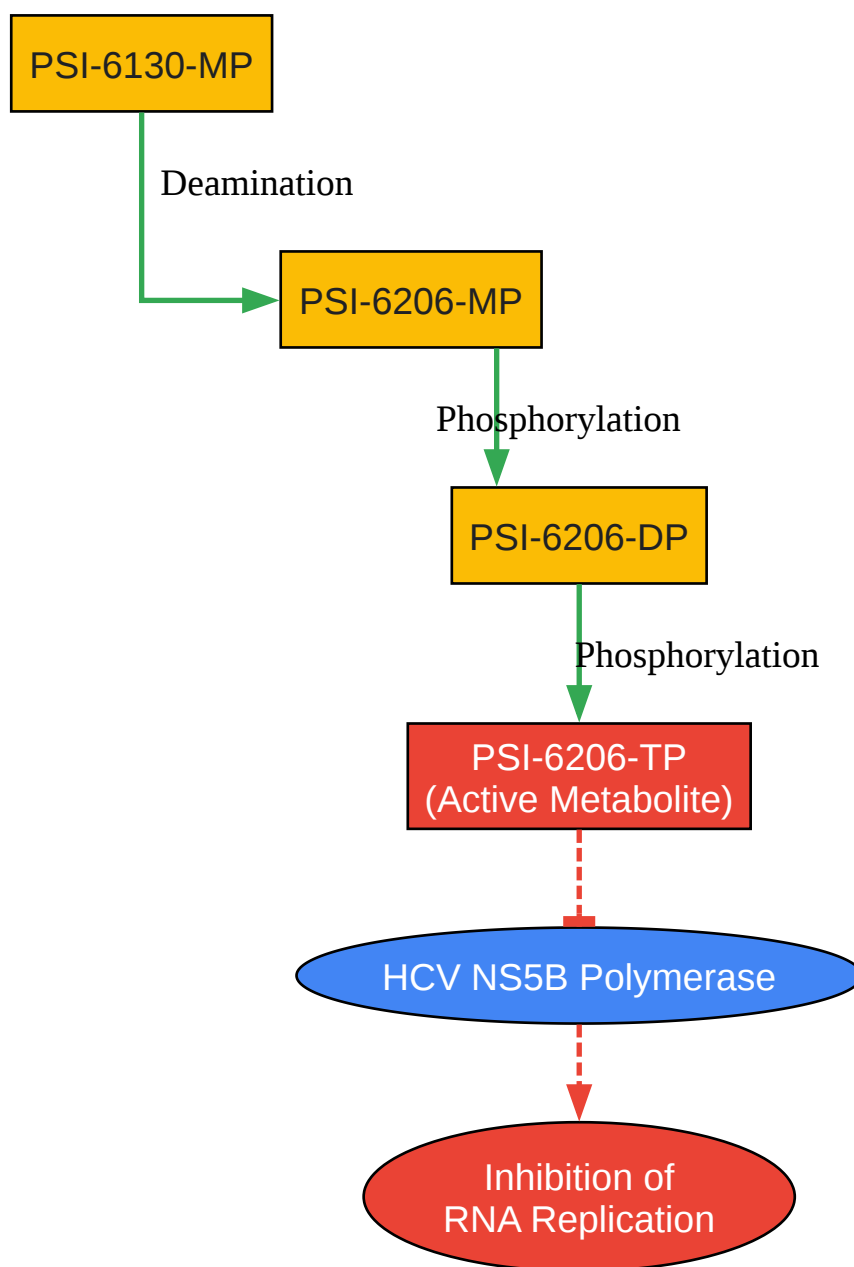 PSI-6130-MP
Deamination
PSI-6206-MP
Phosphorylation
PSI-6206-DP
Phosphorylation
PSI-6206-TP
(Active Metabolite)
HCV NS5B Polymerase
Inhibition of
RNA Replication